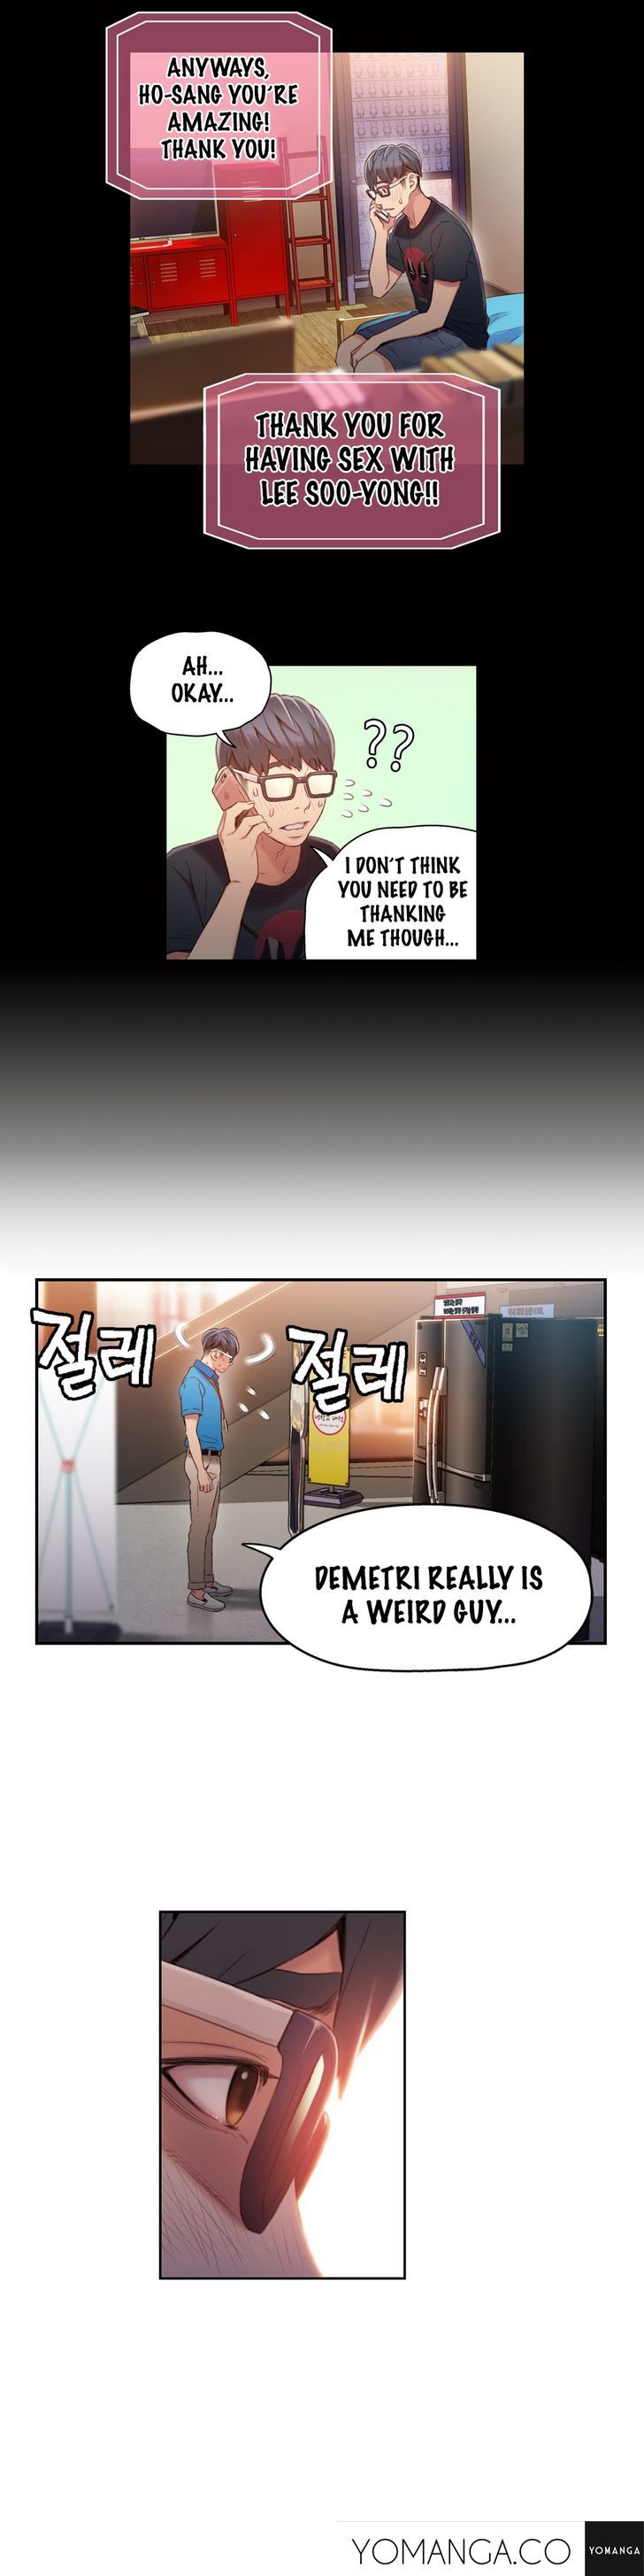 ANYWAYS,
HO-SANG YOU'RE
AMAZING!
THANK YOU!
THANK YOU FOR
HAVING SEX WITH
LEE SOO-YONG!!
AH...
OKAY...
??
I DON'T THINK
YOU NEED TO BE
THANKING
ME THOUGH...
절레
절레
DEMETRI REALLY IS
A WEIRD GUY...
YOMANGA.CO
YOMANGA